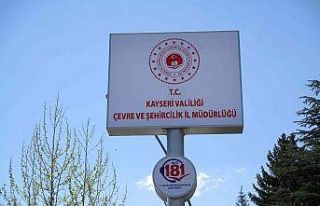 T.C.
KAYSERİ VALİLİĞİ
ÇEVRE VE ŞEHİRCİLİK İL MÜDÜRLÜĞÜ
181